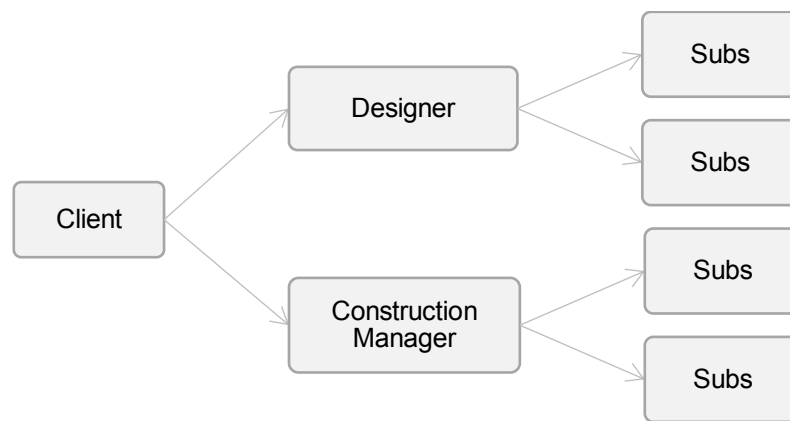 Subs
Designer
Subs
Client
Subs
Construction
Manager
Subs